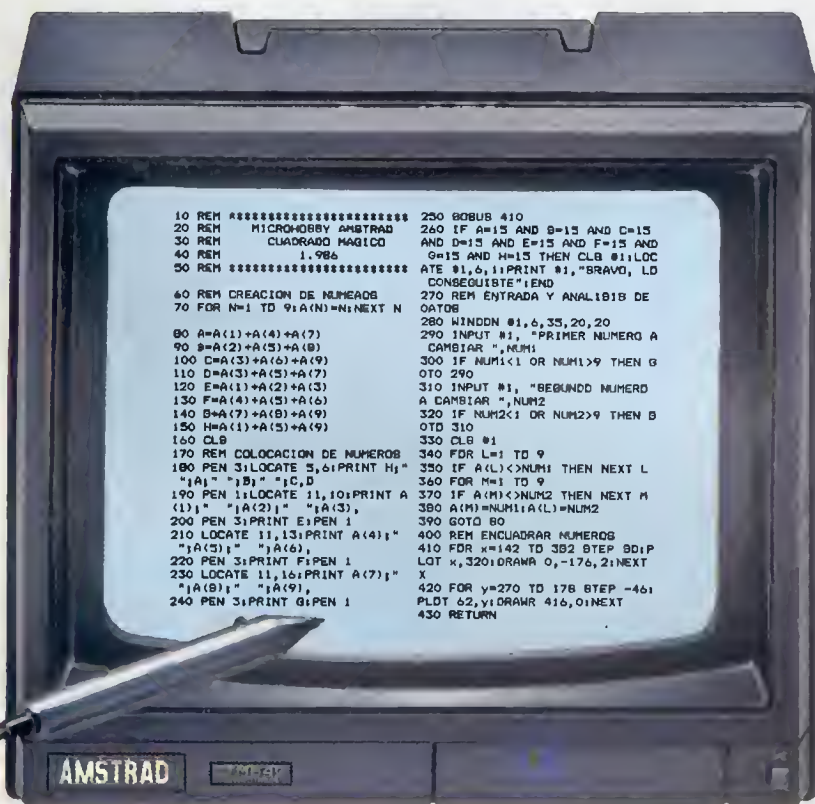 10 REM ************************
20 REM MICROHOBBY AMSTRAD
30 REM CUADRADO MAGICO
40 REM 1.986
50 REM ************************
60 REM CREACION DE NUMEROS
70 FOR N=1 TO 9:A(N)=N:NEXT N
80 A=A(1)+A(4)+A(7)
90 B=A(2)+A(5)+A(8)
100 C=A(3)+A(6)+A(9)
110 D=A(3)+A(5)+A(7)
120 E=A(1)+A(2)+A(3)
130 F=A(4)+A(5)+A(6)
140 G=A(7)+A(8)+A(9)
150 H=A(1)+A(5)+A(9)
160 CLS
170 REM COLOCACION DE NUMEROS
180 PEN 3:LOCATE 5,6:PRINT H;"
 ";A;" ";B;" ";C,D
190 PEN 1:LOCATE 11,10:PRINT A
(1);" ";A(2);" ";A(3),
200 PEN 3:PRINT E:PEN 1
210 LOCATE 11,13:PRINT A(4);"
 ";A(5);" ";A(6),
220 PEN 3:PRINT F:PEN 1
230 LOCATE 11,16:PRINT A(7);"
 ";A(8);" ";A(9),
240 PEN 3:PRINT G:PEN 1
250 GOSUB 410
260 IF A=15 AND B=15 AND C=15
AND D=15 AND E=15 AND F=15 AND
 G=15 AND H=15 THEN CLS #1:LOC
ATE #1,6,1:PRINT #1,"BRAVO, LO
 CONSEGUISTE":END
270 REM ENTRADA Y ANALISIS DE
DATOS
280 WINDOW #1,6,35,20,20
290 INPUT #1, "PRIMER NUMERO A
 CAMBIAR ",NUM1
300 IF NUM1<1 OR NUM1>9 THEN G
OTO 290
310 INPUT #1, "SEGUNDO NUMERO
A CAMBIAR ",NUM2
320 IF NUM2<1 OR NUM2>9 THEN G
OTO 310
330 CLS #1
340 FOR L=1 TO 9
350 IF A(L)<>NUM1 THEN NEXT L
360 FOR M=1 TO 9
370 IF A(M)<>NUM2 THEN NEXT M
380 A(M)=NUM1:A(L)=NUM2
390 GOTO 80
400 REM ENCUADRAR NUMEROS
410 FOR x=142 TO 382 STEP 80:P
LOT x,320:DRAWR 0,-176,2:NEXT
X
420 FOR y=270 TO 178 STEP -46:
PLOT 62,y:DRAWR 416,0:NEXT
430 RETURN
AMSTRAD